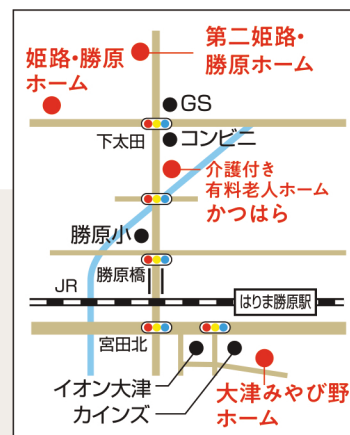 第二姫路・
勝原ホーム
姫路・勝原
ホーム
GS
下太田
コンビニ
介護付き
有料老人ホーム
かつはら
勝原小
勝原橋
JR
はりま勝原駅
宮田北
イオン大津
カインズ
大津みやび野
ホーム